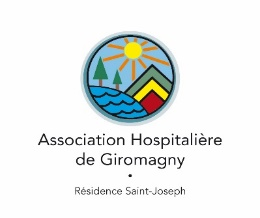 Association Hospitalière
de Giromagny
•
Résidence Saint-Joseph